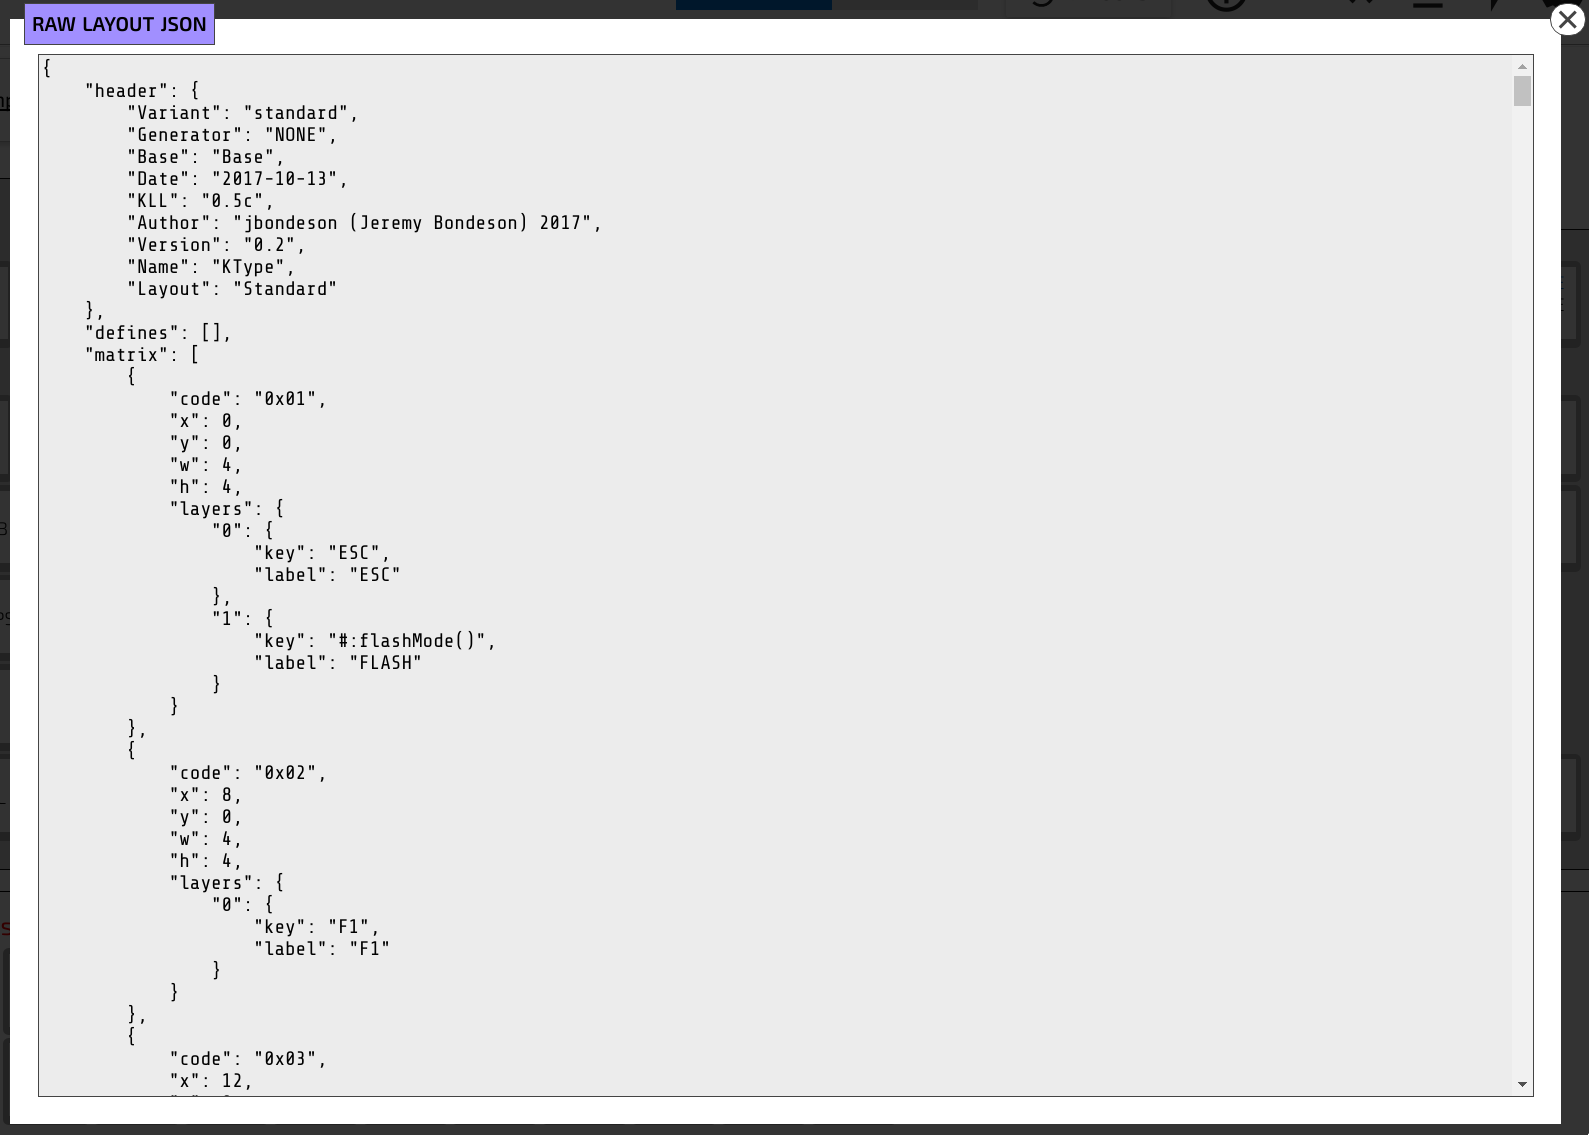 RAW LAYOUT JSON
{
    "header": {
        "Variant": "standard",
        "Generator": "NONE",
        "Base": "Base",
        "Date": "2017-10-13",
        "KLL": "0.5c",
        "Author": "jbondeson (Jeremy Bondeson) 2017",
        "Version": "0.2",
        "Name": "KType",
        "Layout": "Standard"
    },
    "defines": [],
    "matrix": [
        {
            "code": "0x01",
            "x": 0,
            "y": 0,
            "w": 4,
            "h": 4,
            "layers": {
                "0": {
                    "key": "ESC",
                    "label": "ESC"
                },
                "1": {
                    "key": "#:flashMode()",
                    "label": "FLASH"
                }
            }
        },
        {
            "code": "0x02",
            "x": 8,
            "y": 0,
            "w": 4,
            "h": 4,
            "layers": {
                "0": {
                    "key": "F1",
                    "label": "F1"
                }
            }
        },
        {
            "code": "0x03",
            "x": 12,